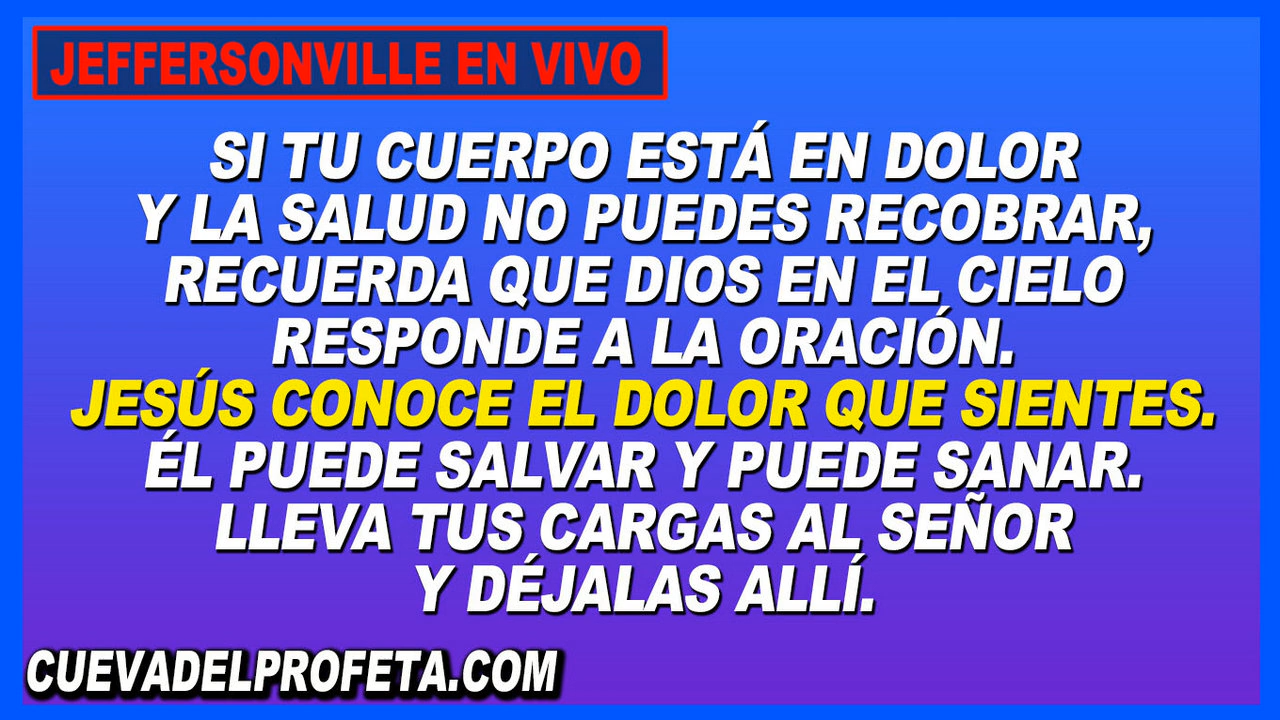 JEFFERSONVILLE EN VIVO
SI TU CUERPO ESTÁ EN DOLOR
Y LA SALUD NO PUEDES RECOBRAR,
RECUERDA QUE DIOS EN EL CIELO
RESPONDE A LA ORACIÓN.
JESÚS CONOCE EL DOLOR QUE SIENTES.
ÉL PUEDE SALVAR Y PUEDE SANAR.
LLEVA TUS CARGAS AL SEÑOR
Y DÉJALAS ALLÍ.
CUEVADELPROFETA.COM